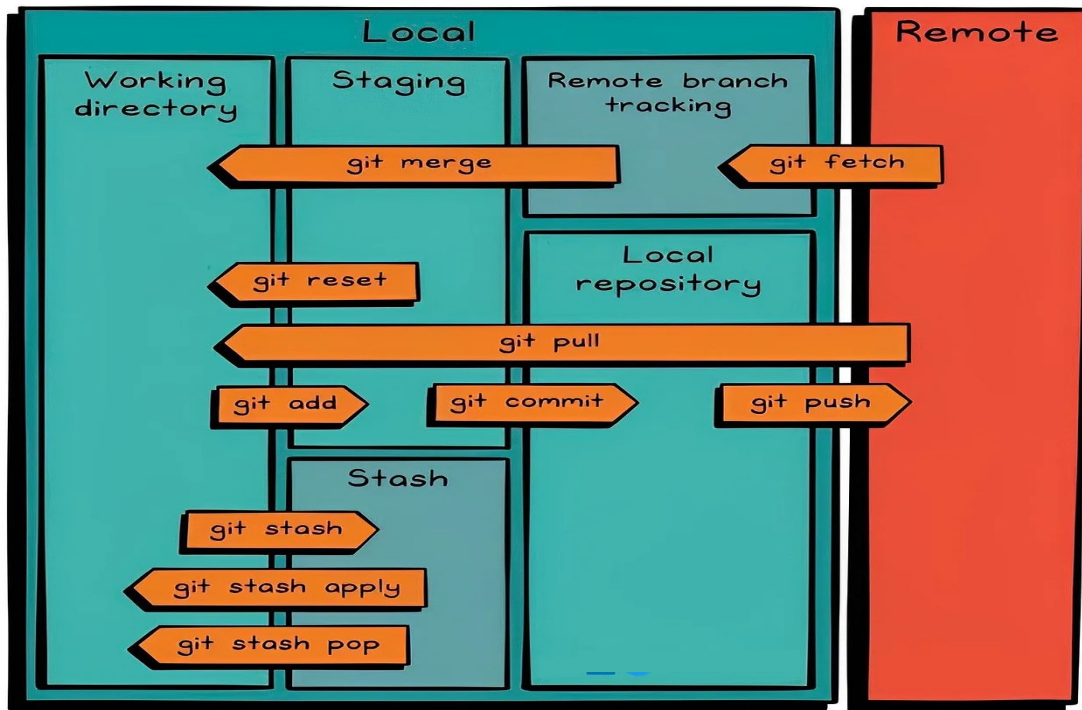 Local
Remote
Working
directory
Staging
Remote branch
tracking
git merge
git fetch
Local
repository
git reset
git pull
git add
git commit
git push
Stash
git stash
git stash apply
git stash pop